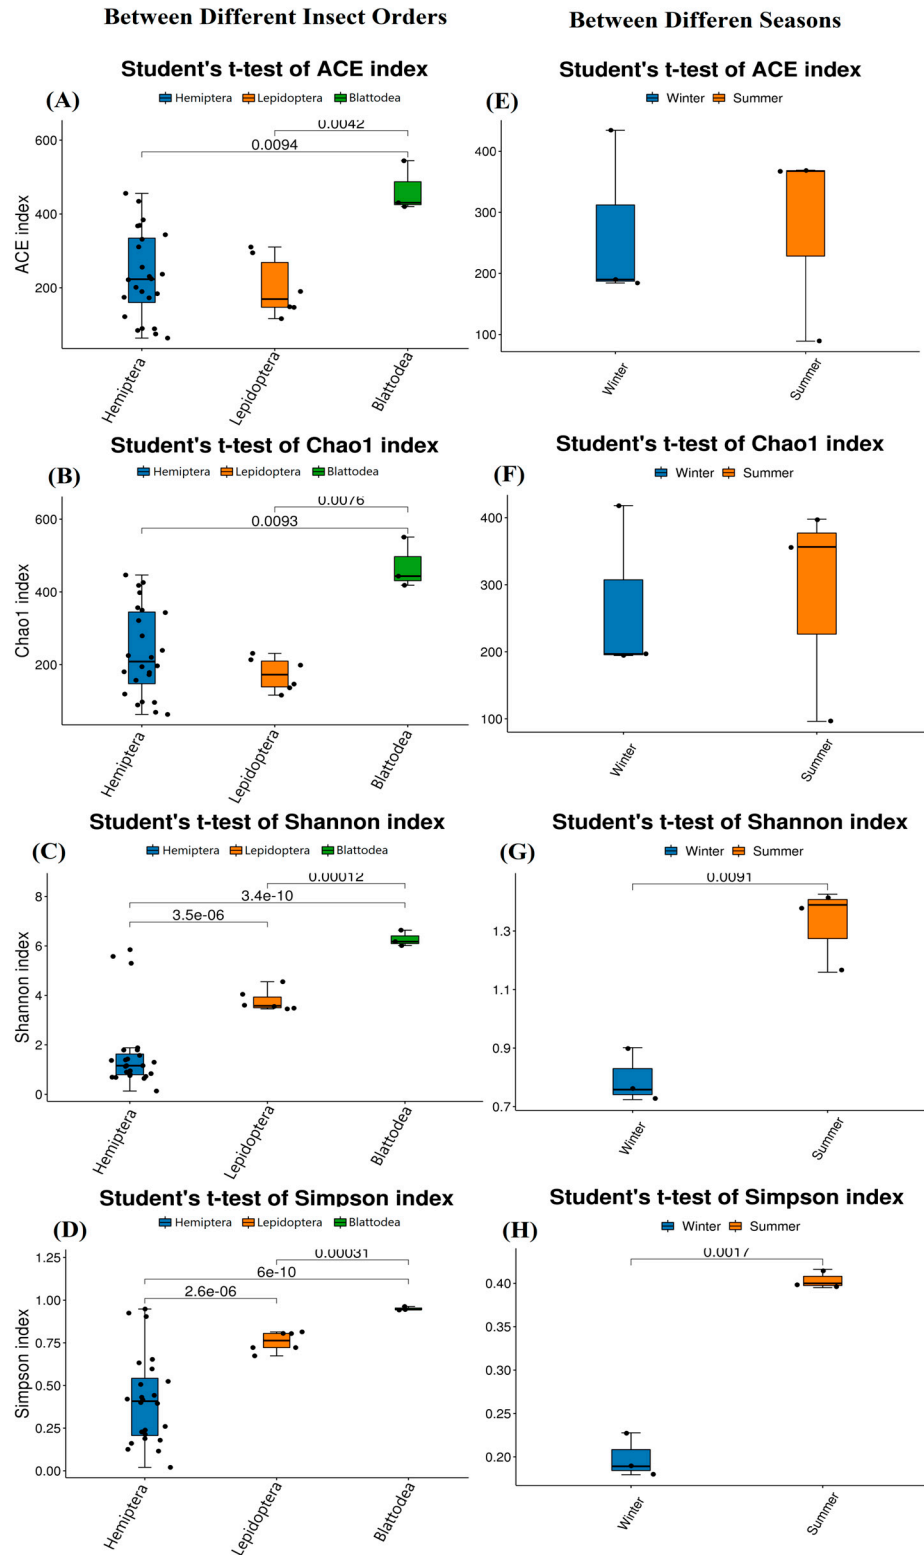 Between Different Insect Orders
Between Differen Seasons
Student's t-test of ACE index
(A)
Hemiptera Lepidoptera Blattodea
0.0042
0.0094
600
400
200
ACE index
Hemiptera
Lepidoptera
Blattodea
Student's t-test of ACE index
(E)
Winter Summer
400
300
200
100
Winter
Summer
Student's t-test of Chao1 index
(B)
Hemiptera Lepidoptera Blattodea
0.0076
0.0093
600
400
200
Chao1 index
Hemiptera
Lepidoptera
Blattodea
Student's t-test of Chao1 index
(F)
Winter Summer
400
300
200
100
Winter
Summer
Student's t-test of Shannon index
(C)
Hemiptera Lepidoptera Blattodea
0.00012
3.4e-10
3.5e-06
8
6
4
2
0
Shannon index
Hemiptera
Lepidoptera
Blattodea
Student's t-test of Shannon index
(G)
Winter Summer
0.0091
1.3
1.1
0.9
0.7
Winter
Summer
Student's t-test of Simpson index
(D)
Hemiptera Lepidoptera Blattodea
0.00031
6e-10
2.6e-06
1.25
1.00
0.75
0.50
0.25
0.00
Simpson index
Hemiptera
Lepidoptera
Blattodea
Student's t-test of Simpson index
(H)
Winter Summer
0.0017
0.40
0.35
0.30
0.25
0.20
Winter
Summer